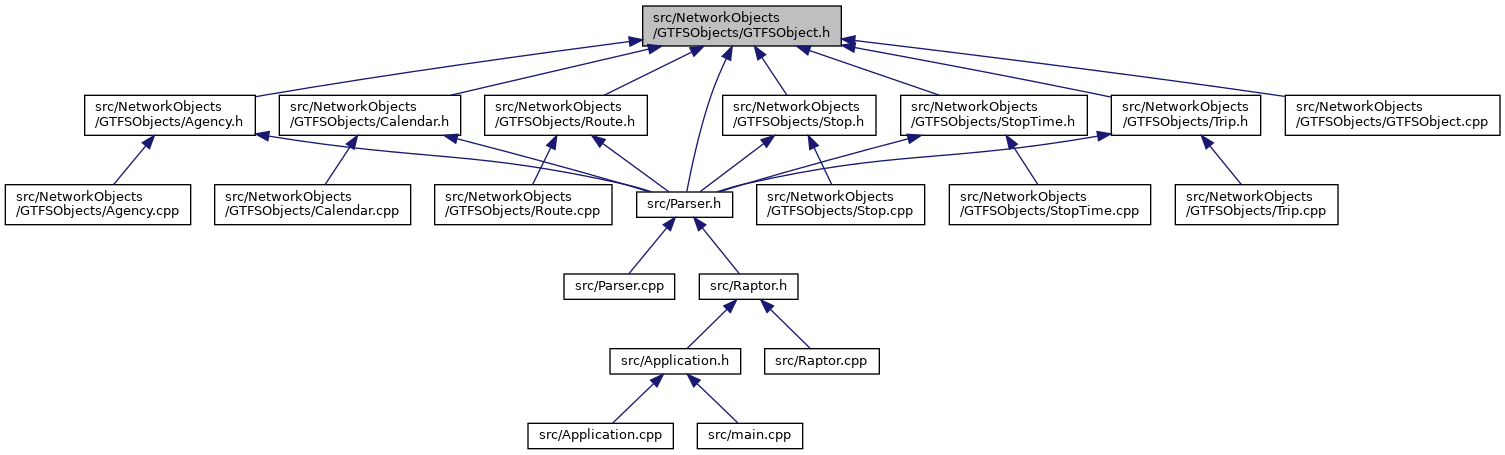 src/NetworkObjects
/GTFSObjects/GTFSObject.h
src/NetworkObjects
/GTFSObjects/Agency.h
src/NetworkObjects
/GTFSObjects/Calendar.h
src/NetworkObjects
/GTFSObjects/Route.h
src/NetworkObjects
/GTFSObjects/Stop.h
src/NetworkObjects
/GTFSObjects/StopTime.h
src/NetworkObjects
/GTFSObjects/Trip.h
src/NetworkObjects
/GTFSObjects/GTFSObject.cpp
src/NetworkObjects
/GTFSObjects/Agency.cpp
src/NetworkObjects
/GTFSObjects/Calendar.cpp
src/NetworkObjects
/GTFSObjects/Route.cpp
src/Parser.h
src/NetworkObjects
/GTFSObjects/Stop.cpp
src/NetworkObjects
/GTFSObjects/StopTime.cpp
src/NetworkObjects
/GTFSObjects/Trip.cpp
src/Parser.cpp
src/Raptor.h
src/Application.h
src/Raptor.cpp
src/Application.cpp
src/main.cpp